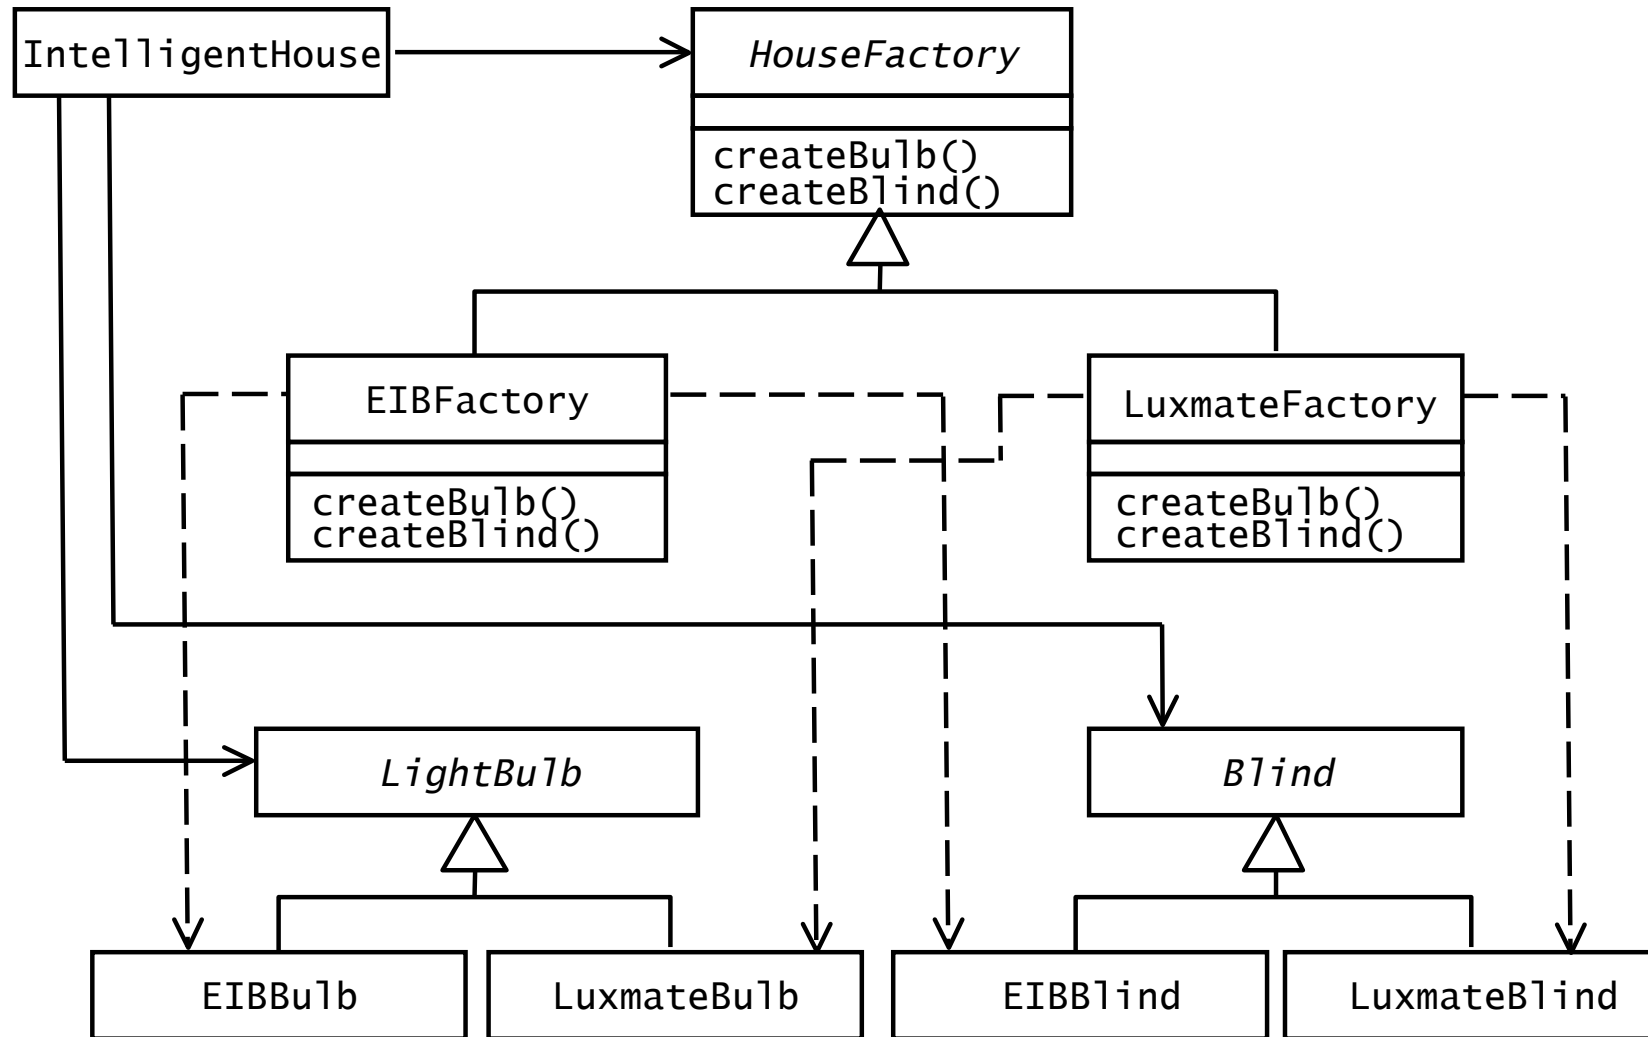 IntelligentHouse
HouseFactory
createBulb()
createBlind()
EIBFactory
createBulb()
createBlind()
LuxmateFactory
createBulb()
createBlind()
LightBulb
Blind
EIBBulb
LuxmateBulb
EIBBlind
LuxmateBlind